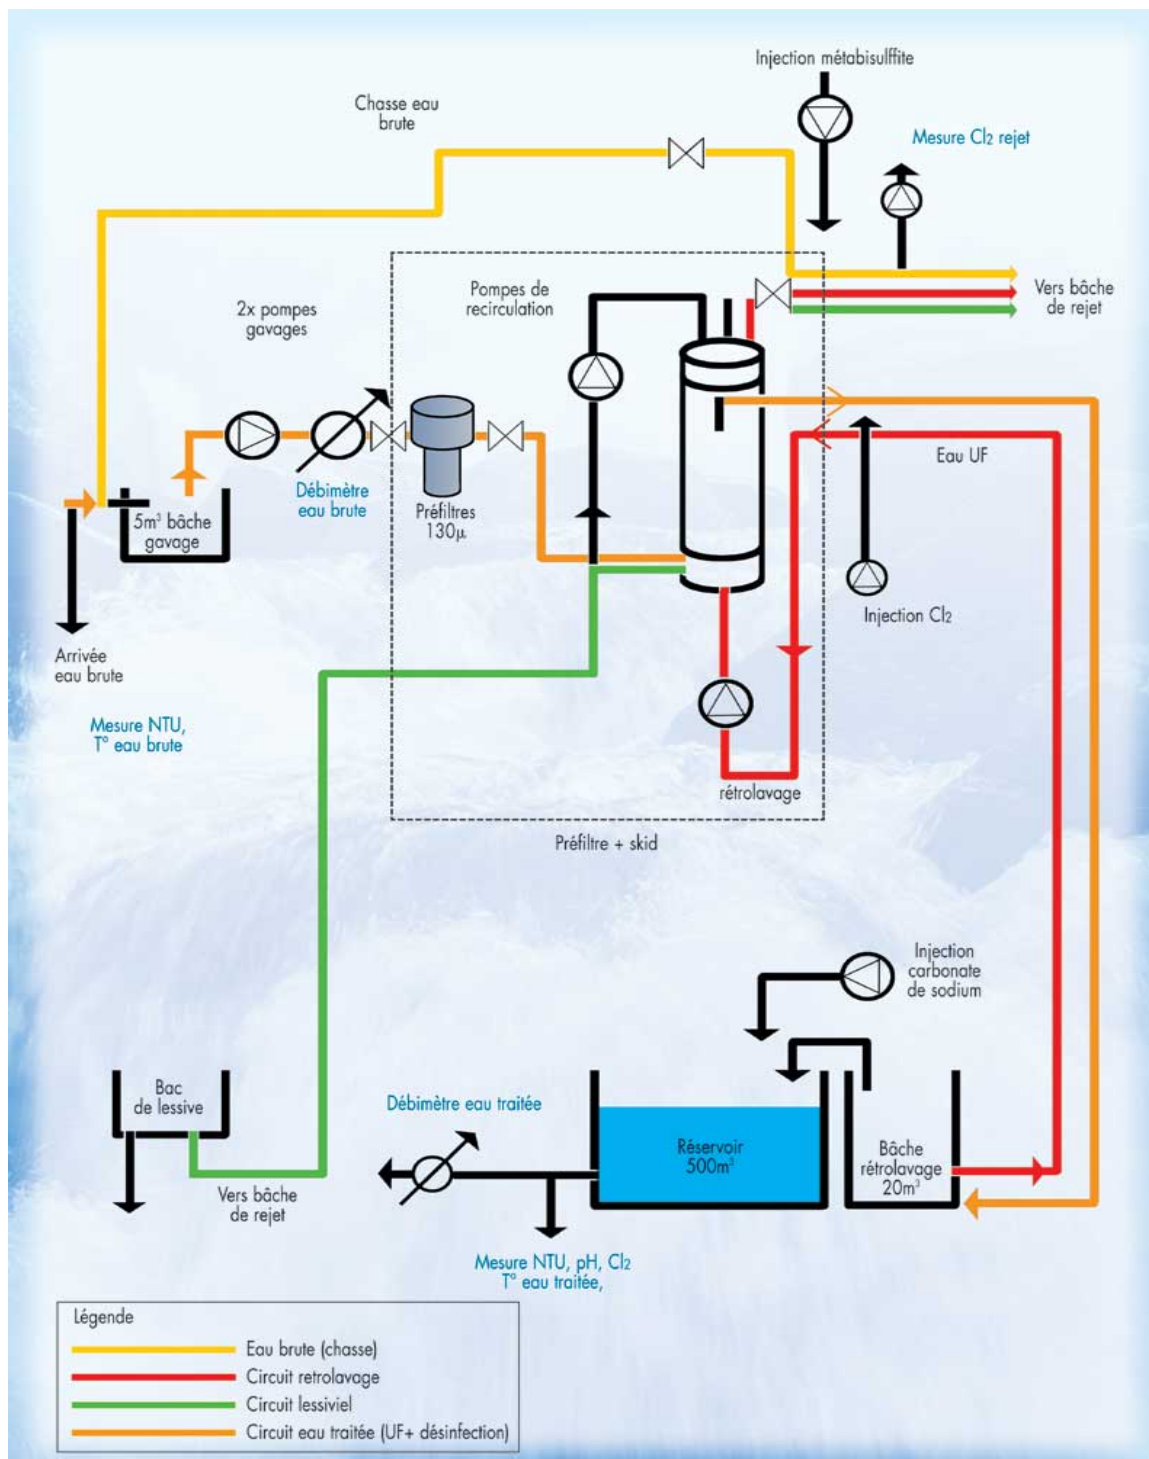 Injection métabisulffite
Chasse eau
brute
Mesure Cl2 rejet
2x pompes
gavages
Pompes de
recirculation
Vers bâche
de rejet
Eau UF
Débimètre
eau brute
Préfiltres
130µ
5m³ bâche
gavage
Injection Cl2
Arrivée
eau brute
Mesure NTU,
T° eau brute
rétrolavage
Préfiltre + skid
Injection
carbonate
de sodium
Bac
de lessive
Débimètre eau traitée
Réservoir
500m³
Bâche
rétrolavage
20m³
Vers bâche
de rejet
Mesure NTU, pH, Cl2
T° eau traitée,
Légende
Eau brute (chasse)
Circuit retrolavage
Circuit lessiviel
Circuit eau traitée (UF+ désinfection)